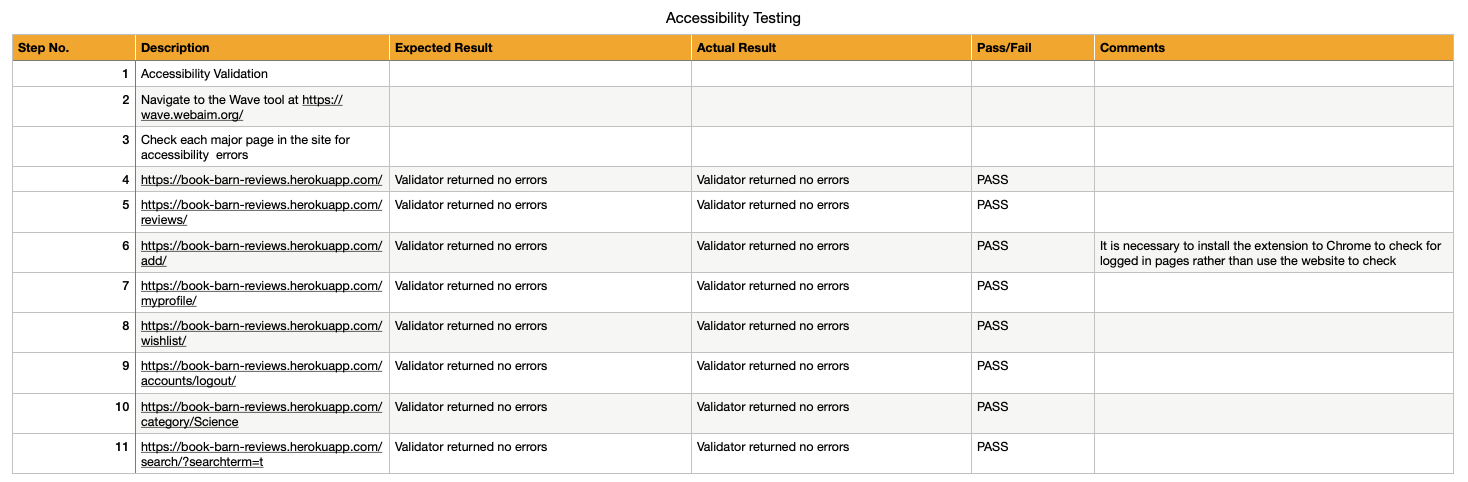 Accessibility Testing
Step No. Description Expected Result Actual Result Pass/Fail Comments
1 Accessibility Validation
2 Navigate to the Wave tool at https://
wave.webaim.org/
3 Check each major page in the site for
accessibility  errors
4 https://book-barn-reviews.herokuapp.com/ Validator returned no errors Validator returned no errors PASS
5 https://book-barn-reviews.herokuapp.com/ Validator returned no errors Validator returned no errors PASS
reviews/
6 https://book-barn-reviews.herokuapp.com/ Validator returned no errors Validator returned no errors PASS It is necessary to install the extension to Chrome to check for
add/ logged in pages rather than use the website to check
7 https://book-barn-reviews.herokuapp.com/ Validator returned no errors Validator returned no errors PASS
myprofile/
8 https://book-barn-reviews.herokuapp.com/ Validator returned no errors Validator returned no errors PASS
wishlist/
9 https://book-barn-reviews.herokuapp.com/ Validator returned no errors Validator returned no errors PASS
accounts/logout/
10 https://book-barn-reviews.herokuapp.com/ Validator returned no errors Validator returned no errors PASS
category/Science
11 https://book-barn-reviews.herokuapp.com/ Validator returned no errors Validator returned no errors PASS
search/?searchterm=t